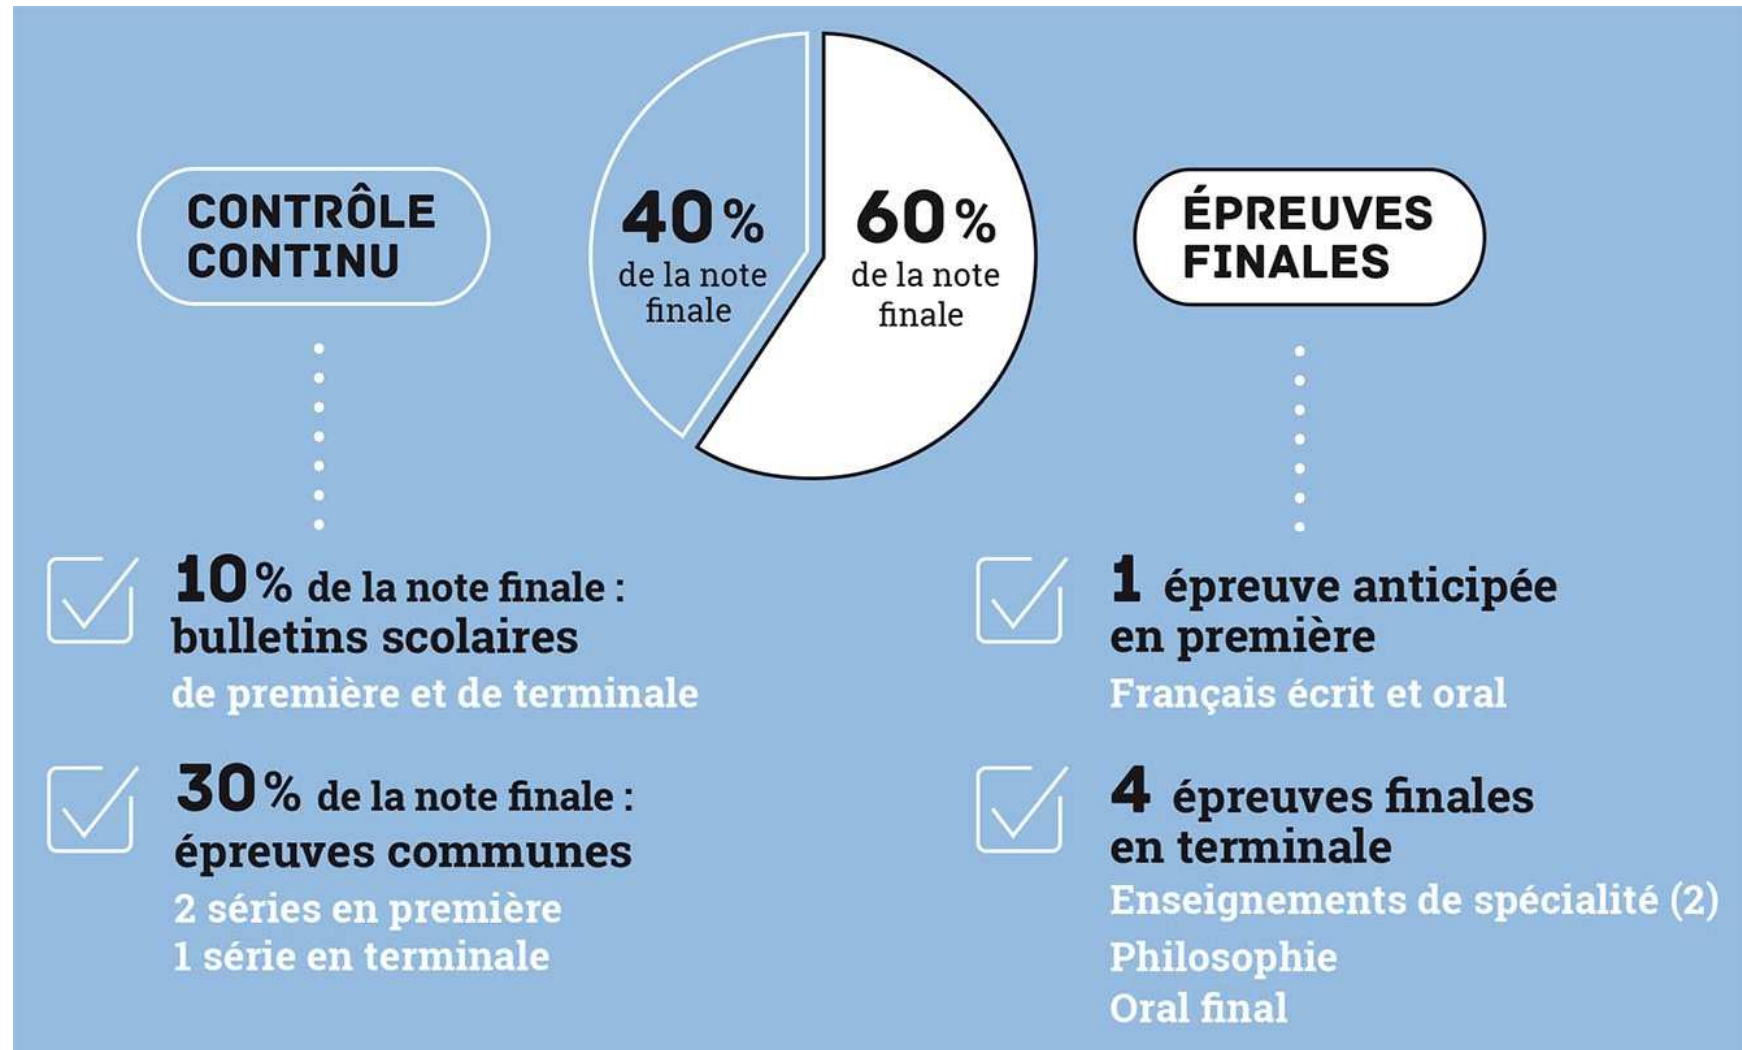 CONTRÔLE
CONTINU
40%
de la note
finale
60%
de la note
finale
ÉPREUVES
FINALES
10% de la note finale :
bulletins scolaires
de première et de terminale
30% de la note finale :
épreuves communes
2 séries en première
1 série en terminale
1 épreuve anticipée
en première
Français écrit et oral
4 épreuves finales
en terminale
Enseignements de spécialité (2)
Philosophie
Oral final